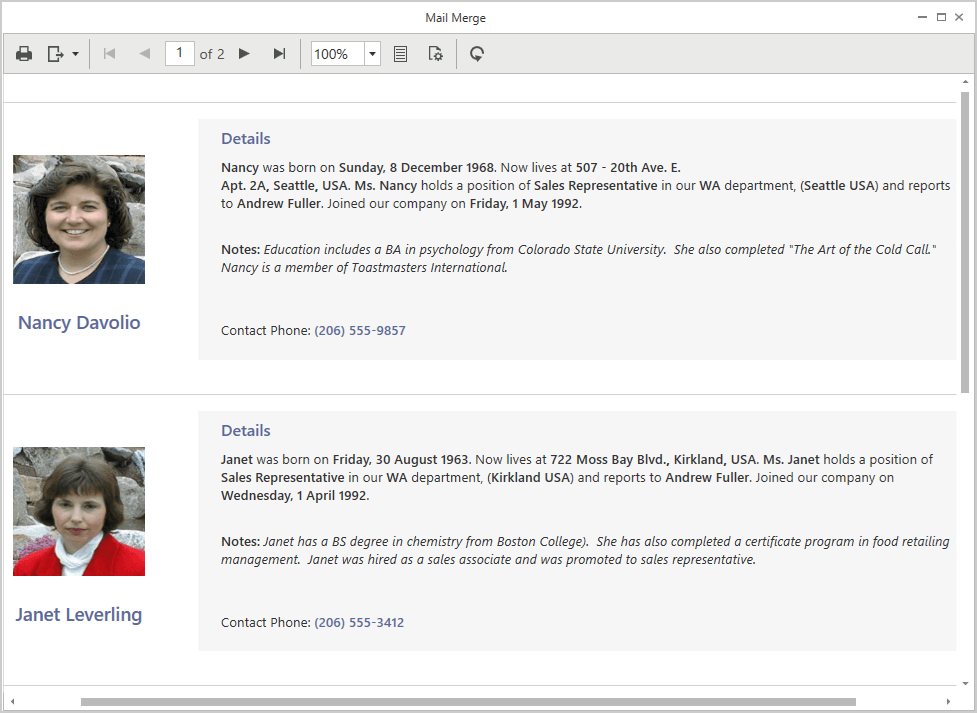 Mail Merge
1 of 2
100%
Details
Nancy was born on Sunday, 8 December 1968. Now lives at 507 - 20th Ave. E.
Apt. 2A, Seattle, USA. Ms. Nancy holds a position of Sales Representative in our WA department, (Seattle USA) and reports
to Andrew Fuller. Joined our company on Friday, 1 May 1992.
Notes: Education includes a BA in psychology from Colorado State University.  She also completed "The Art of the Cold Call."
Nancy is a member of Toastmasters International.
Contact Phone: (206) 555-9857
Nancy Davolio
Details
Janet was born on Friday, 30 August 1963. Now lives at 722 Moss Bay Blvd., Kirkland, USA. Ms. Janet holds a position of
Sales Representative in our WA department, (Kirkland USA) and reports to Andrew Fuller. Joined our company on
Wednesday, 1 April 1992.
Notes: Janet has a BS degree in chemistry from Boston College).  She has also completed a certificate program in food retailing
management.  Janet was hired as a sales associate and was promoted to sales representative.
Contact Phone: (206) 555-3412
Janet Leverling